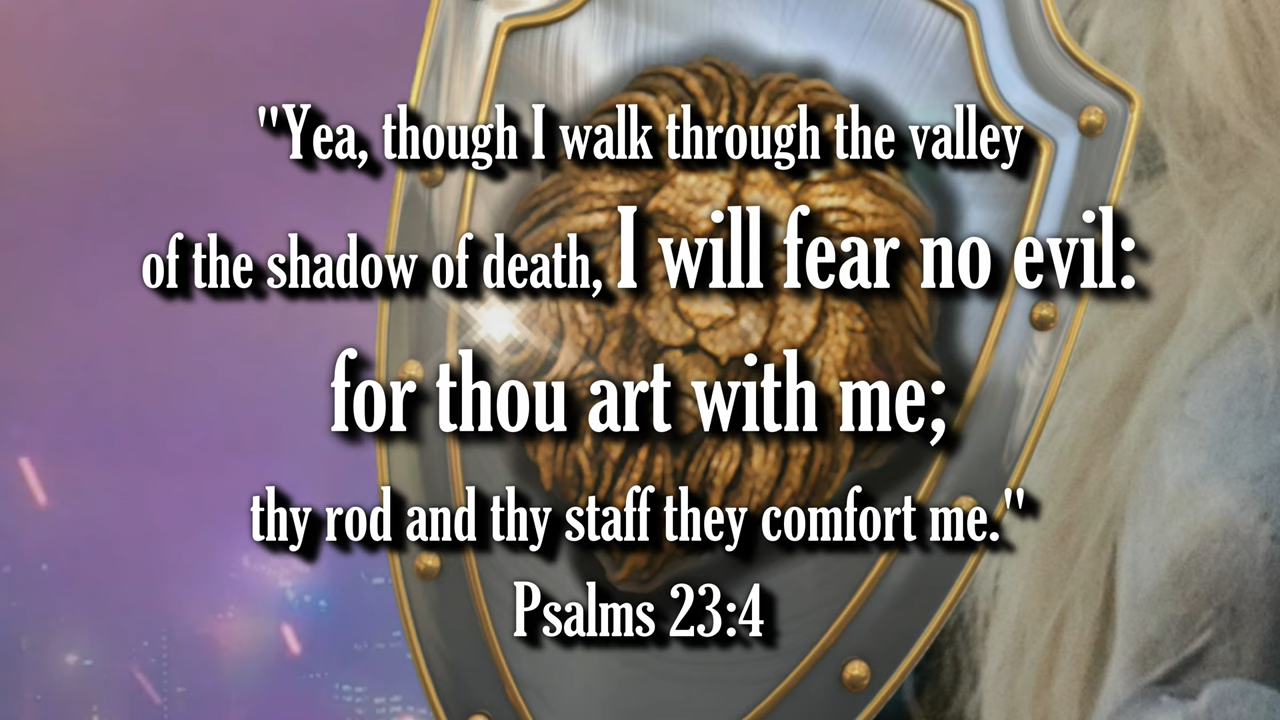 "Yea, though I walk through the valley
of the shadow of death, I will fear no evil:
for thou art with me;
thy rod and thy staff they comfort me."
Psalms 23:4